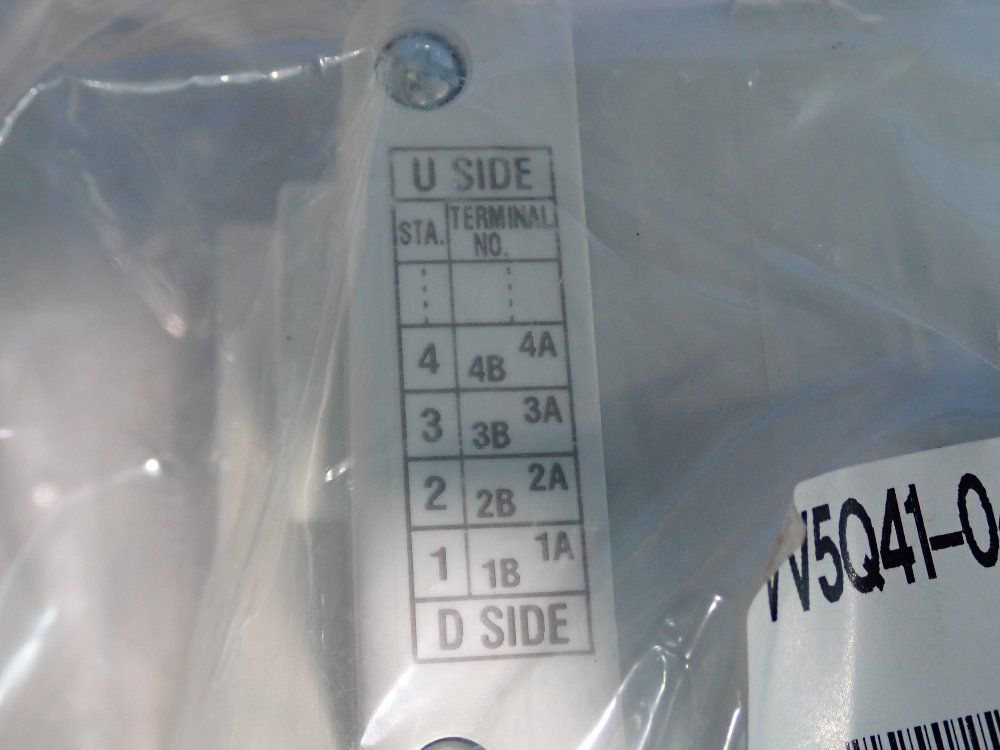 U SIDE
STA. TERMINAL NO.
4 4B 4A
3 3B 3A
2 2B 2A
1 1B 1A
D SIDE
VV5Q41-0